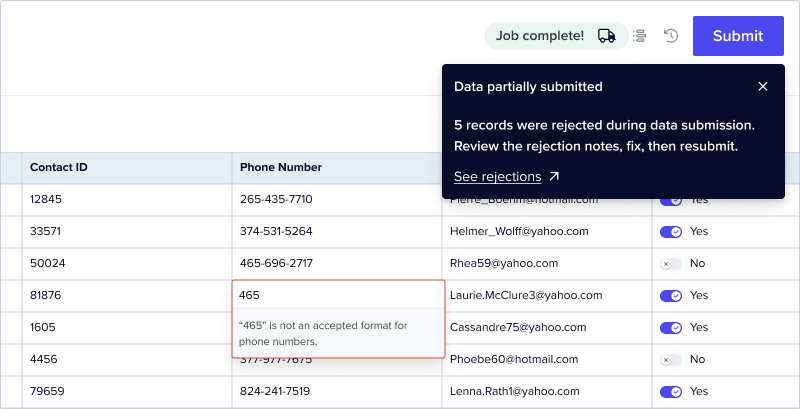 Job complete!
Submit
Data partially submitted
5 records were rejected during data submission.
Review the rejection notes, fix, then resubmit.
See rejections
Contact ID Phone Number
12845 265-435-7710 Pierre_Boehm@hotmail.com Yes
33571 374-531-5264 Helmer_Wolff@yahoo.com Yes
50024 465-696-2717 Rhea59@yahoo.com No
81876 465 Laurie.McClure3@yahoo.com Yes
“465” is not an accepted format for
phone numbers.
1605 Cassandre75@yahoo.com Yes
4456 377-977-7675 Phoebe60@hotmail.com No
79659 824-241-7519 Lenna.Rath1@yahoo.com Yes